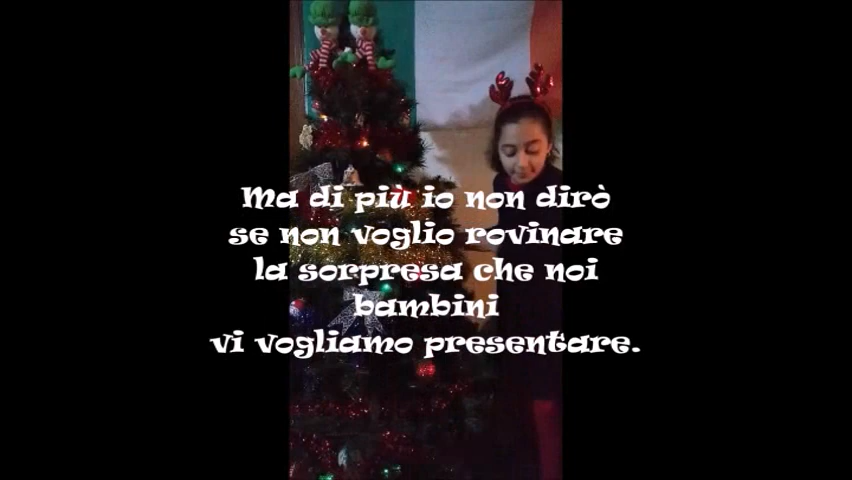 Ma di più io non dirò
se non voglio rovinare
la sorpresa che noi
bambini
vi vogliamo presentare.